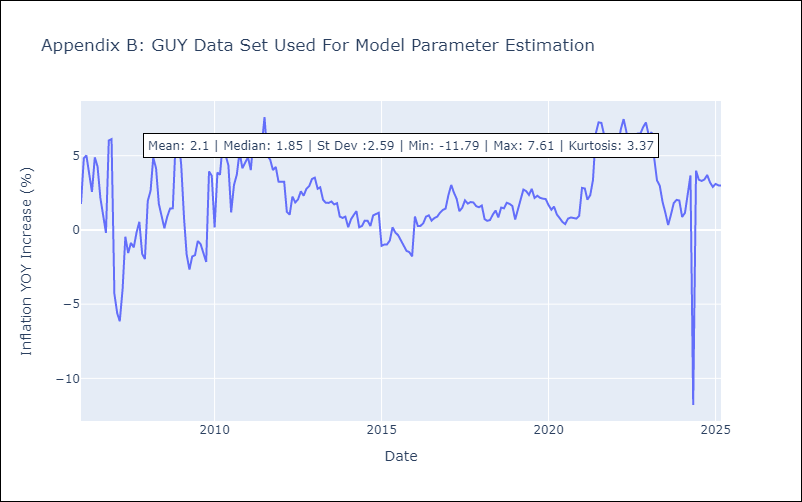 Appendix B: GUY Data Set Used For Model Parameter Estimation
Mean: 2.1 | Median: 1.85 | St Dev :2.59 | Min: -11.79 | Max: 7.61 | Kurtosis: 3.37
Inflation YOY Increase (%)
5
0
−5
−10
2010
2015
2020
2025
Date